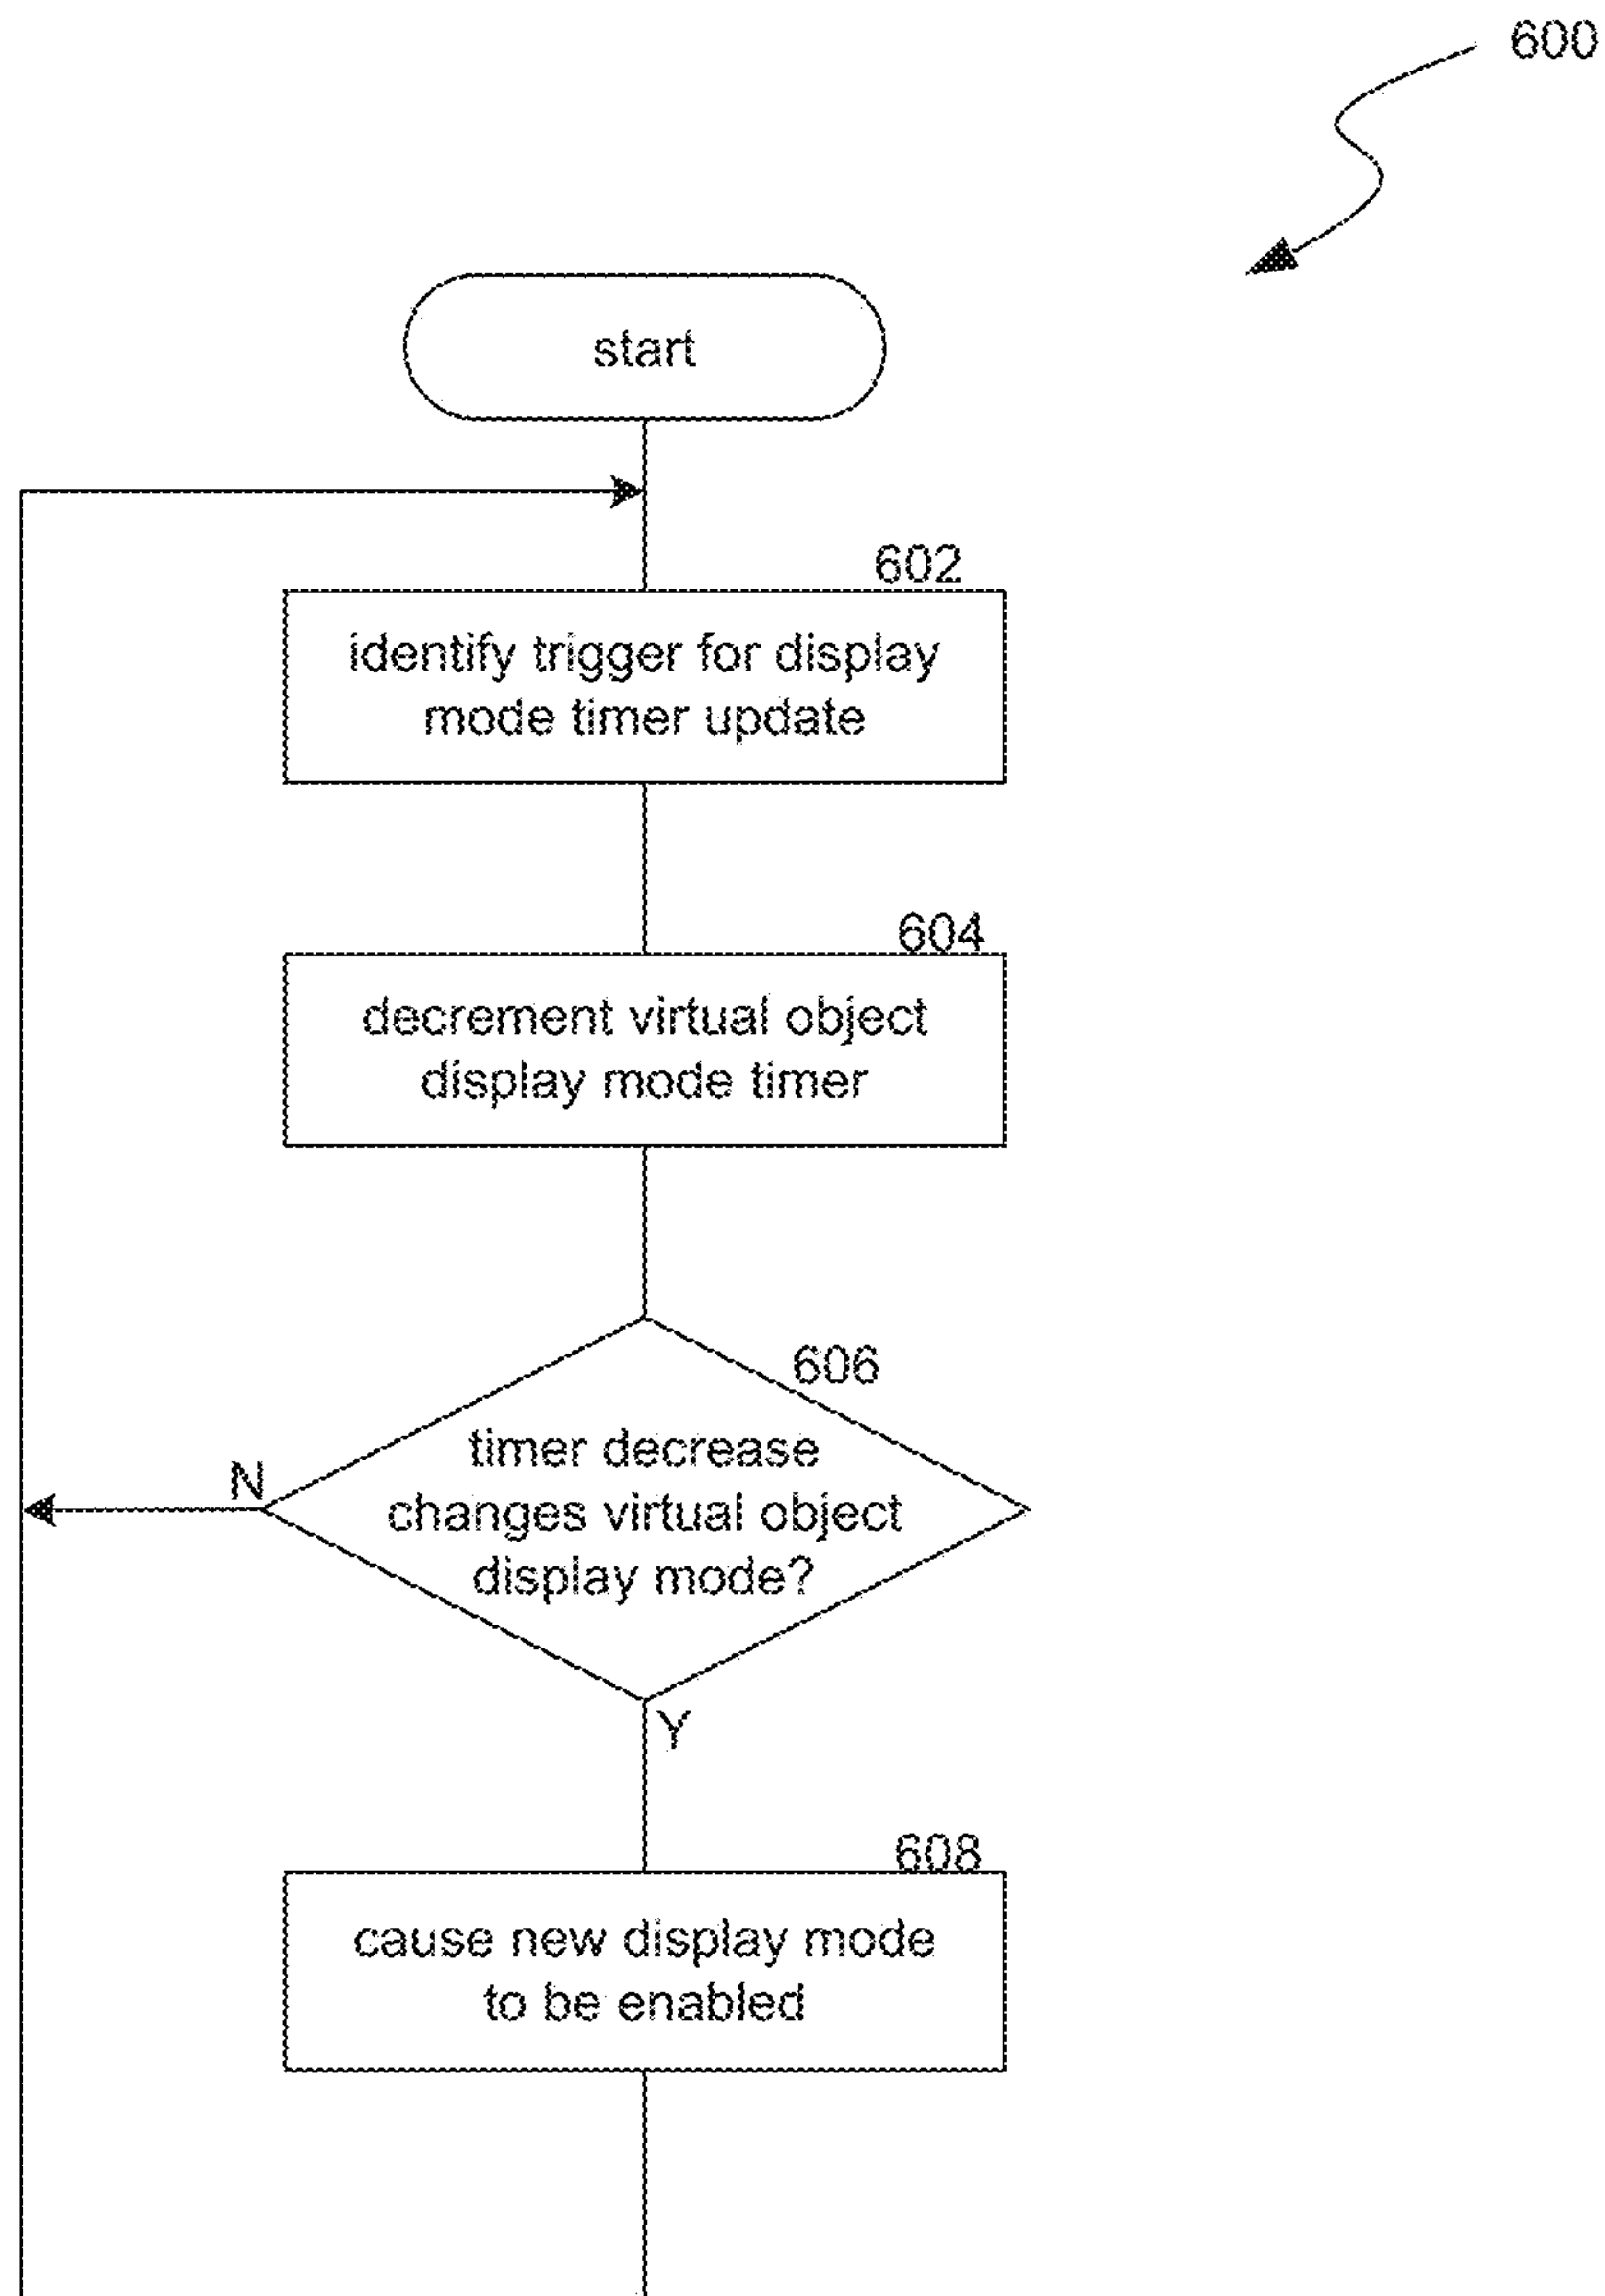 600
start
602
identify trigger for display
mode timer update
604
decrement virtual object
display mode timer
606
timer decrease
changes virtual object
display mode?
N
Y
608
cause new display mode
to be enabled